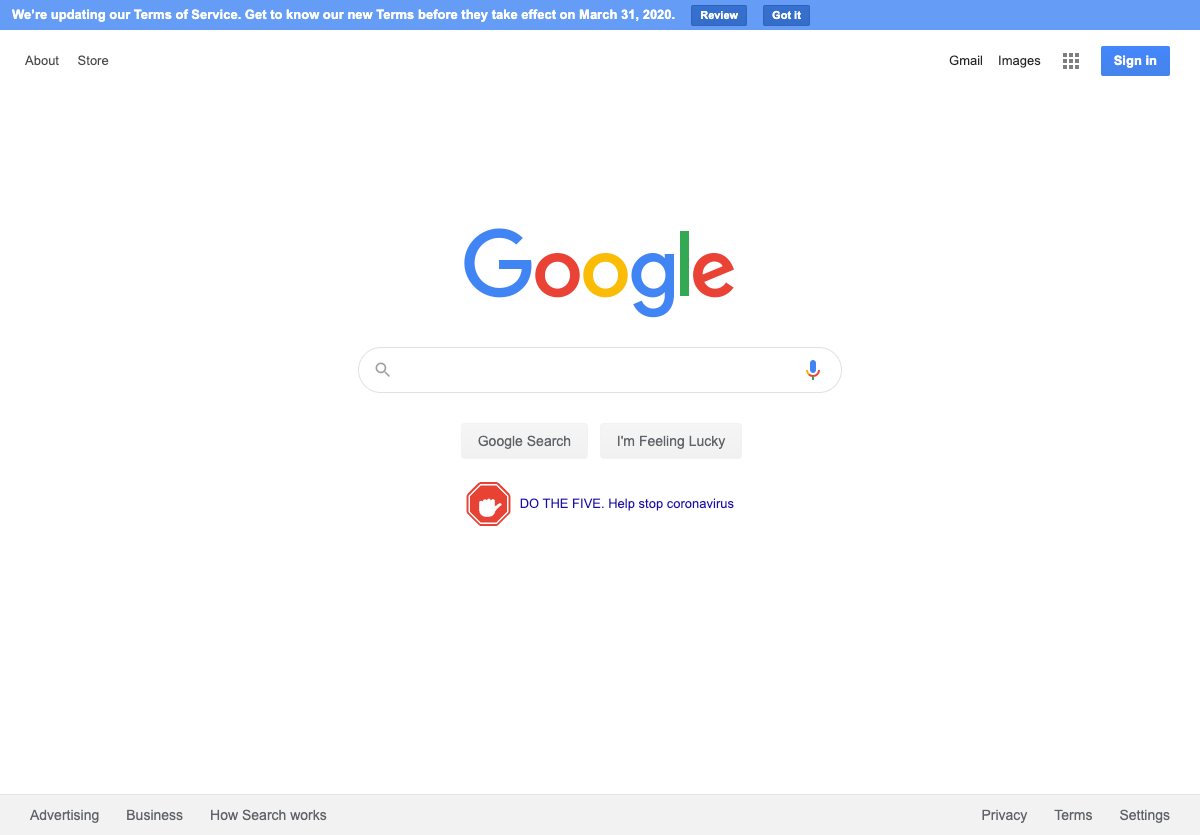 We're updating our Terms of Service. Get to know our new Terms before they take effect on March 31, 2020. Review Got it
About Store Gmail Images Sign in
Google
Google Search I'm Feeling Lucky
DO THE FIVE. Help stop coronavirus
Advertising Business How Search works Privacy Terms Settings